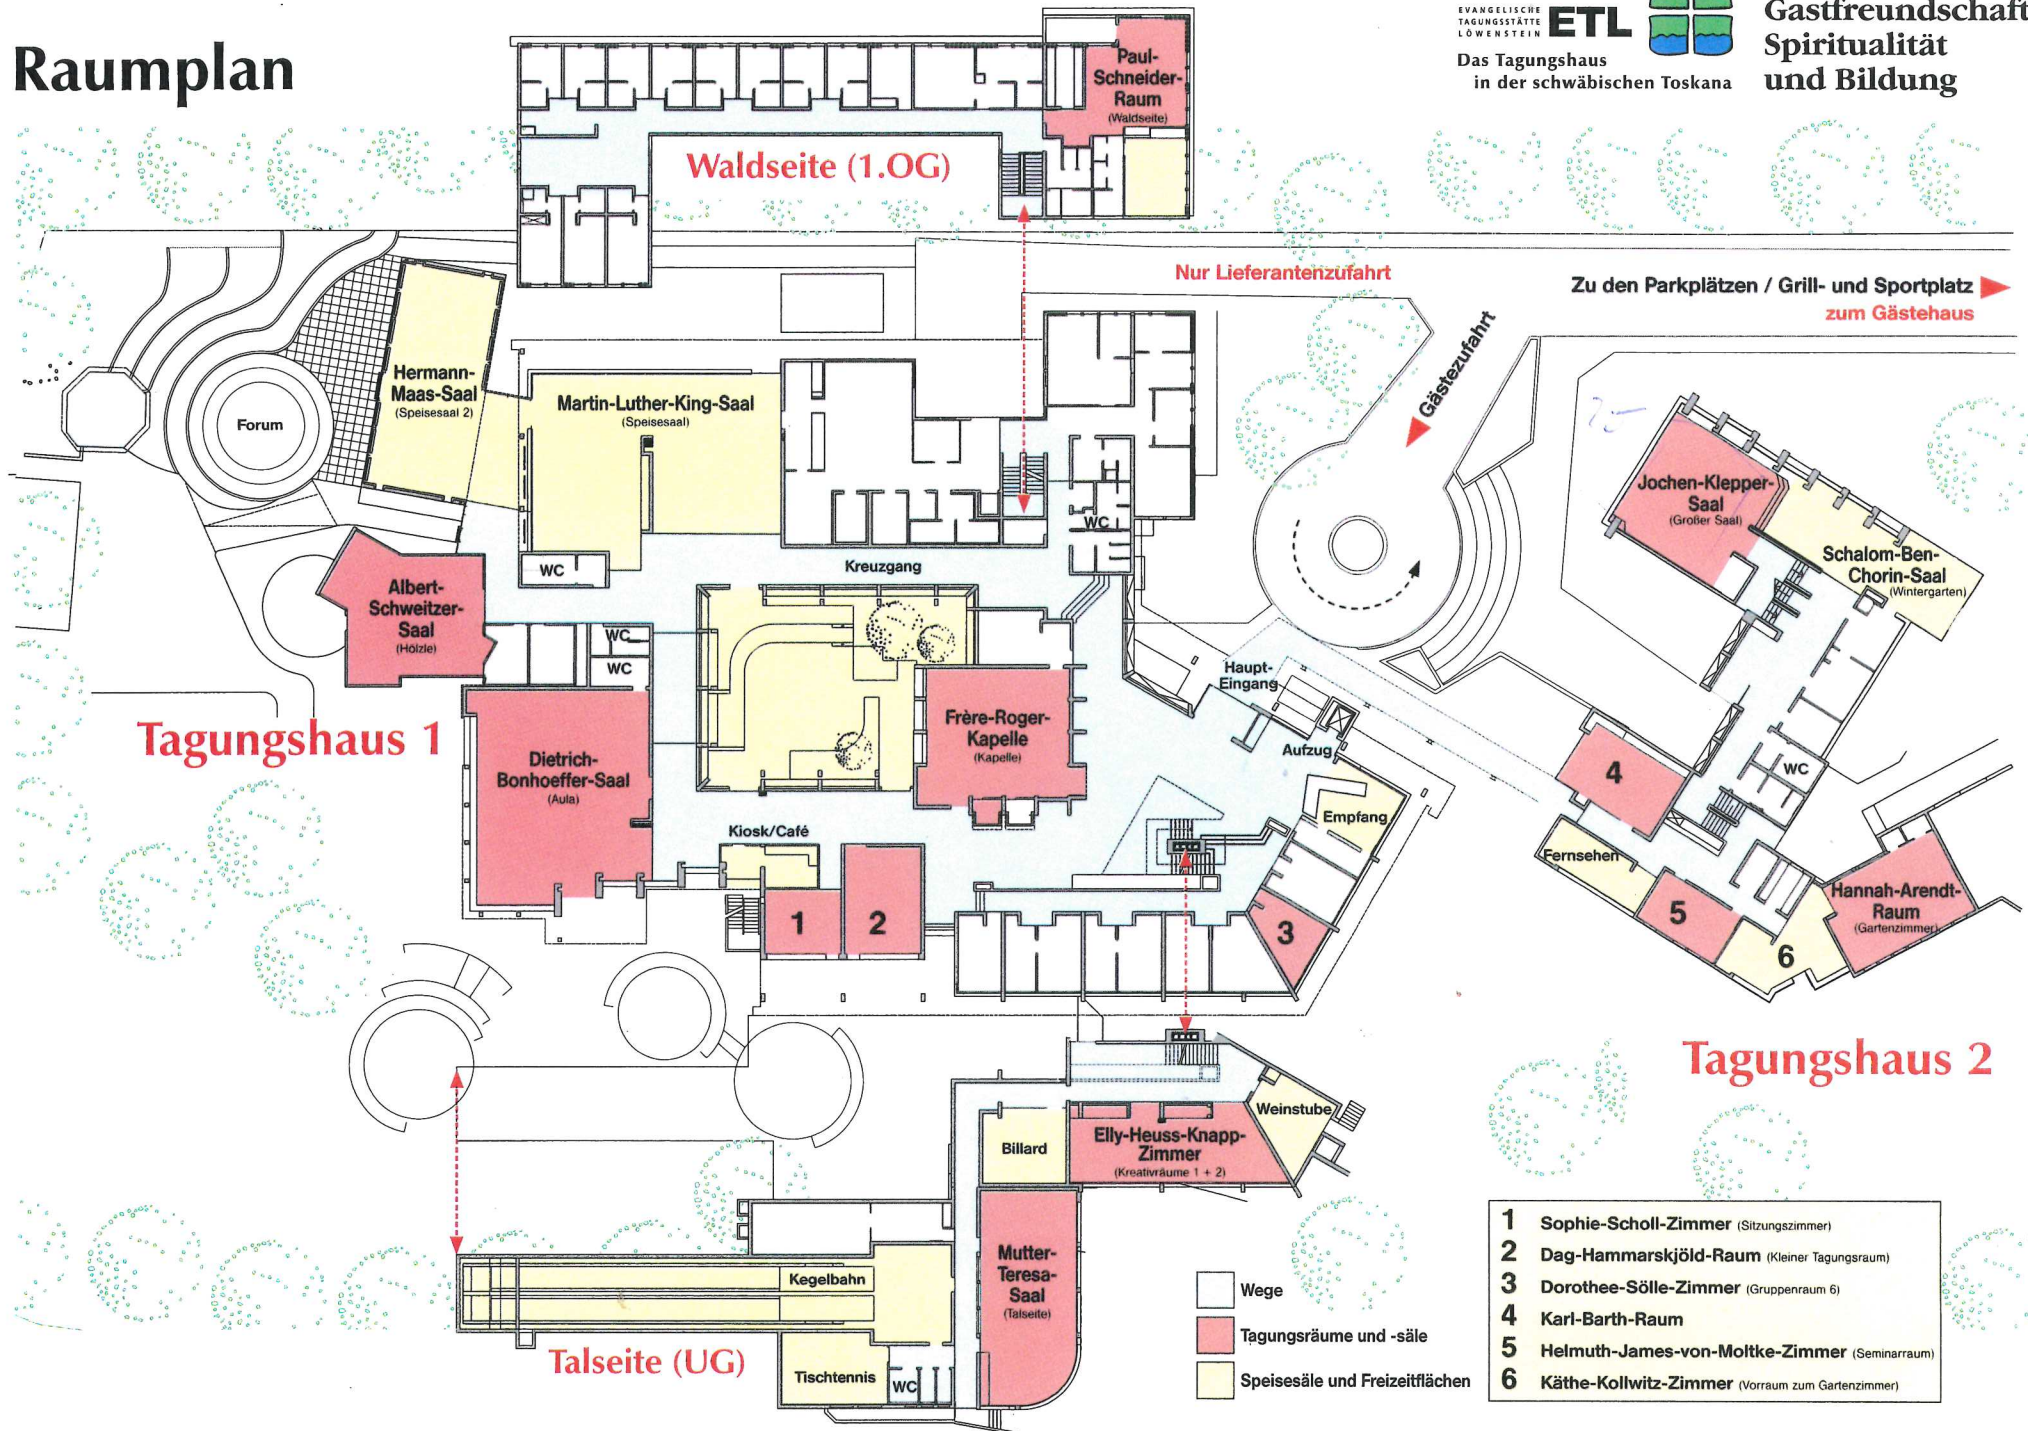 Raumplan
EVANGELISCHE
TAGUNGSSTÄTTE
LÖWENSTEIN
ETL
Das Tagungshaus
in der schwäbischen Toskana
Gastfreundschaft
Spiritualität
und Bildung
Paul-
Schneider-
Raum
(Waldseite)
Waldseite (1.OG)
Nur Lieferantenzufahrt
Zu den Parkplätzen / Grill- und Sportplatz
zum Gästehaus
Gästezufahrt
Hermann-
Maas-Saal
(Speisesaal 2)
Martin-Luther-King-Saal
(Speisesaal)
Forum
WC
WC
Kreuzgang
Albert-
Schweitzer-
Saal
(Hölzle)
WC
WC
Jochen-Klepper-
Saal
(Großer Saal)
Schalom-Ben-
Chorin-Saal
(Wintergarten)
Haupt-
Eingang
Aufzug
Tagungshaus 1
Dietrich-
Bonhoeffer-Saal
(Aula)
Frère-Roger-
Kapelle
(Kapelle)
Empfang
Kiosk/Café
1
2
3
4
WC
Fernsehen
5
6
Hannah-Arendt-
Raum
(Gartenzimmer)
Tagungshaus 2
Weinstube
Billard
Elly-Heuss-Knapp-
Zimmer
(Kreativräume 1 + 2)
Mutter-
Teresa-
Saal
(Talseite)
Kegelbahn
Talseite (UG)
Tischtennis
WC
Wege
Tagungsräume und -säle
Speisesäle und Freizeitflächen
1 Sophie-Scholl-Zimmer (Sitzungszimmer)
2 Dag-Hammarskjöld-Raum (Kleiner Tagungsraum)
3 Dorothee-Sölle-Zimmer (Gruppenraum 6)
4 Karl-Barth-Raum
5 Helmuth-James-von-Moltke-Zimmer (Seminarraum)
6 Käthe-Kollwitz-Zimmer (Vorraum zum Gartenzimmer)